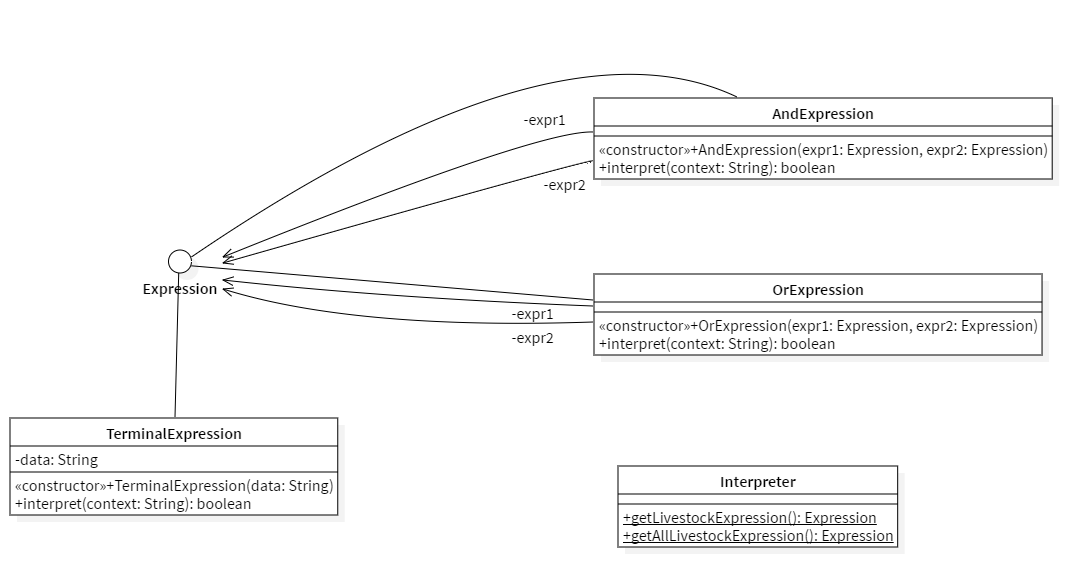 AndExpression
-expr1
«constructor»+AndExpression(expr1: Expression, expr2: Expression)
+interpret(context: String): boolean
-expr2
Expression
OrExpression
-expr1
«constructor»+OrExpression(expr1: Expression, expr2: Expression)
-expr2
+interpret(context: String): boolean
TerminalExpression
-data: String
«constructor»+TerminalExpression(data: String)
+interpret(context: String): boolean
Interpreter
+getLivestockExpression(): Expression
+getAllLivestockExpression(): Expression